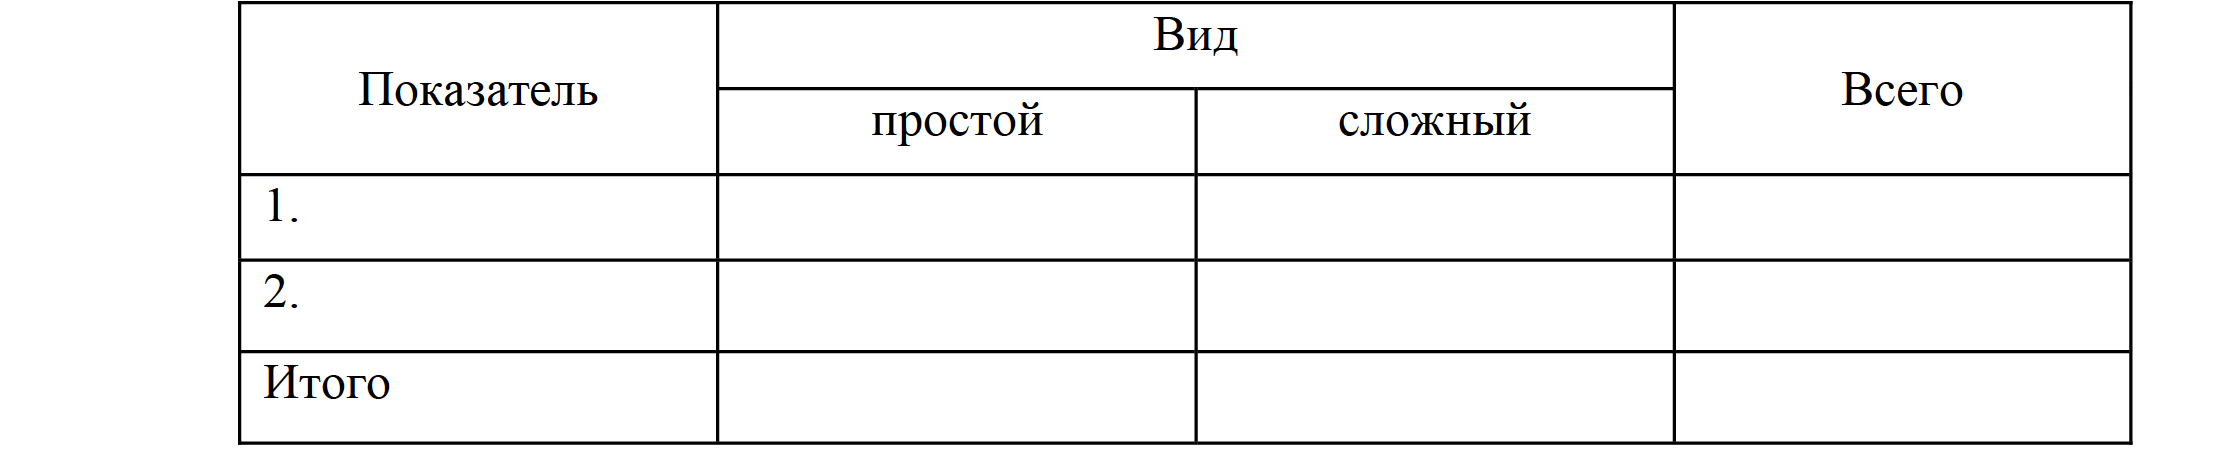 Показатель
Вид
Всего
простой
сложный
1.
2.
Итого